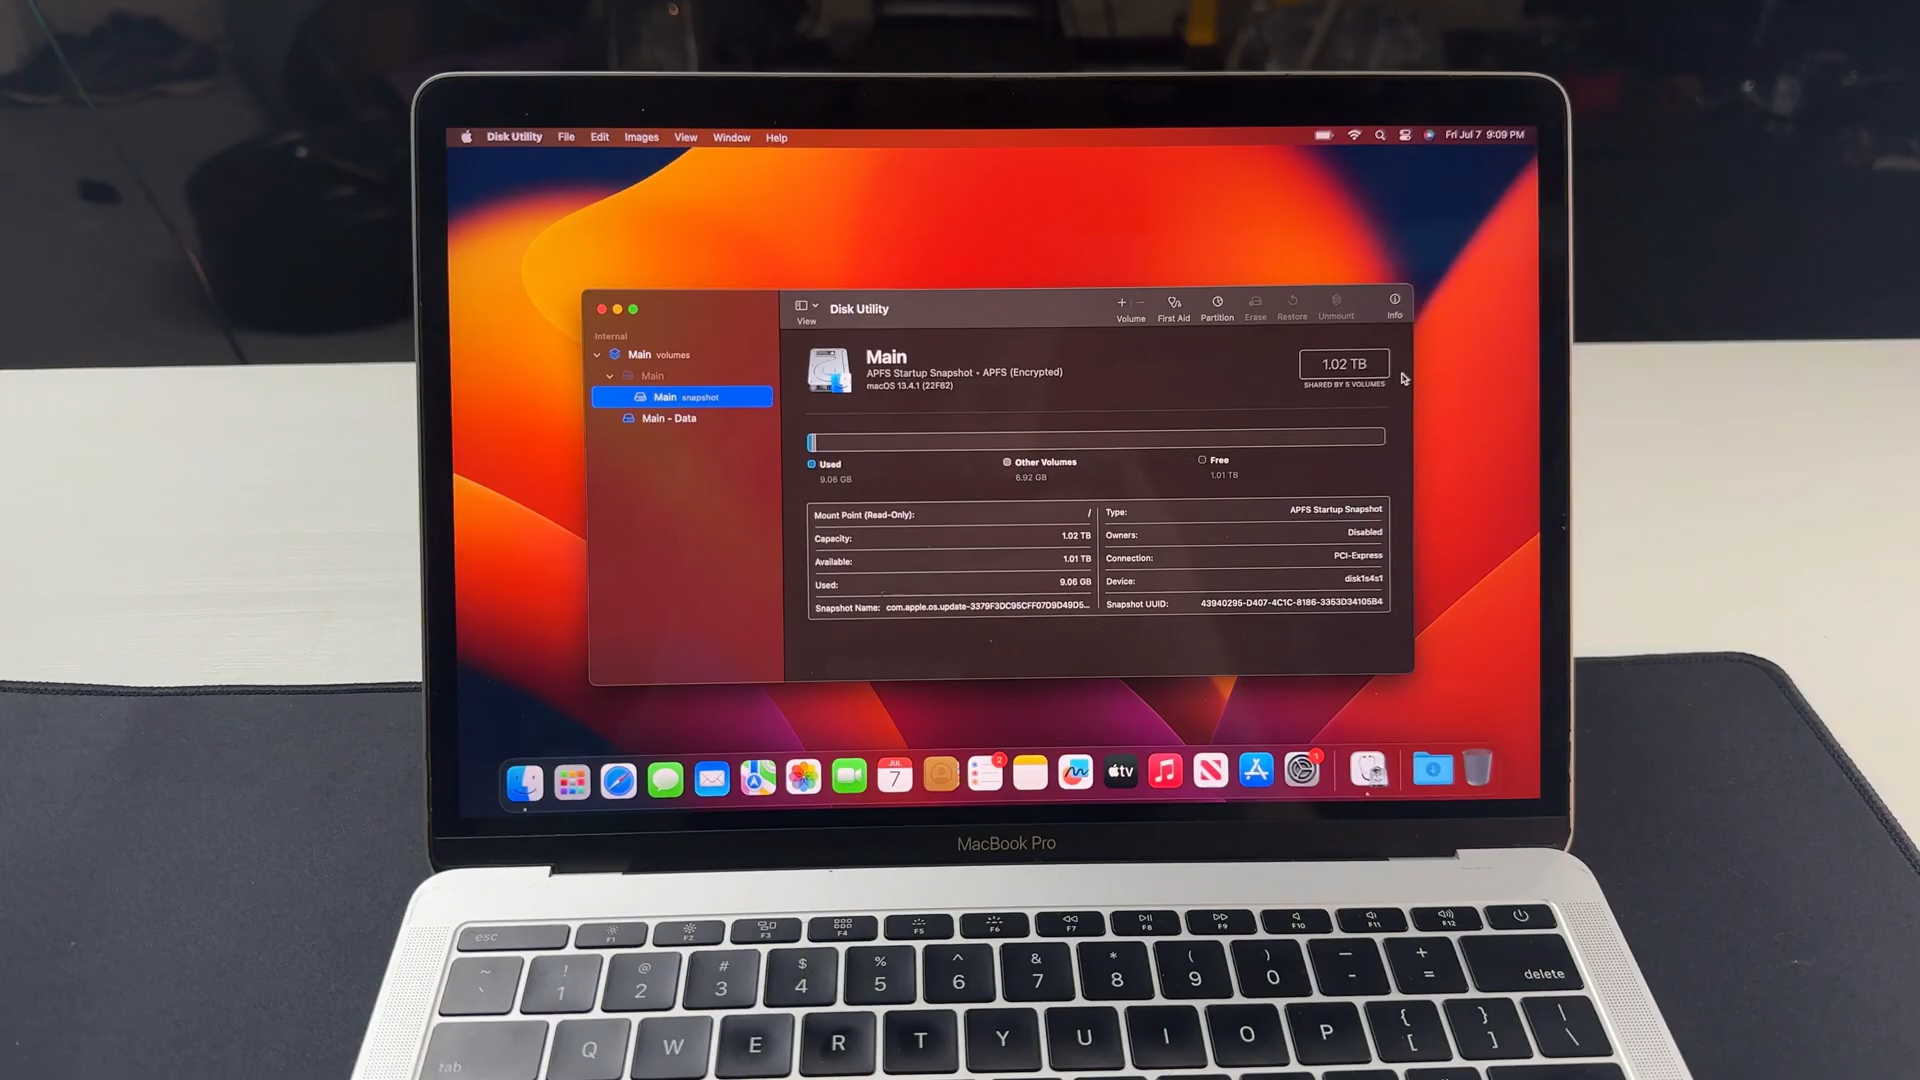 Disk Utility File Edit Images View Window Help Fri Jul 7 9:09 PM
Disk Utility
View
Volume First Aid Partition Erase Restore Unmount Info
Internal
Main volumes
Main
Main snapshot
Main - Data
Main
APFS Startup Snapshot • APFS (Encrypted)
macOS 13.4.1 (22F82)
1.02 TB
SHARED BY 5 VOLUMES
Used
9.06 GB
Other Volumes
6.92 GB
Free
1.01 TB
Mount Point (Read-Only): /
Capacity: 1.02 TB
Available: 1.01 TB
Used: 9.06 GB
Snapshot Name: com.apple.os.update-3379F3DC95CFF07D9D49D5...
Type: APFS Startup Snapshot
Owners: Disabled
Connection: PCI-Express
Device: disk1s4s1
Snapshot UUID: 43940295-D407-4C1C-8186-3353D34105B4
JUL
7
2
tv
1
MacBook Pro
esc F1 F2 F3 F4 F5 F6 F7 F8 F9 F10 F11 F12
~ ! @ # $ % ^ & * ( ) — +
` 1 2 3 4 5 6 7 8 9 0 - = delete
{ } |
tab Q W E R T Y U I O P [ ] \